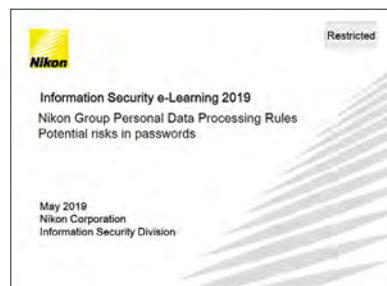 Restricted
Nikon
Information Security e-Learning 2019
Nikon Group Personal Data Processing Rules
Potential risks in passwords
May 2019
Nikon Corporation
Information Security Division